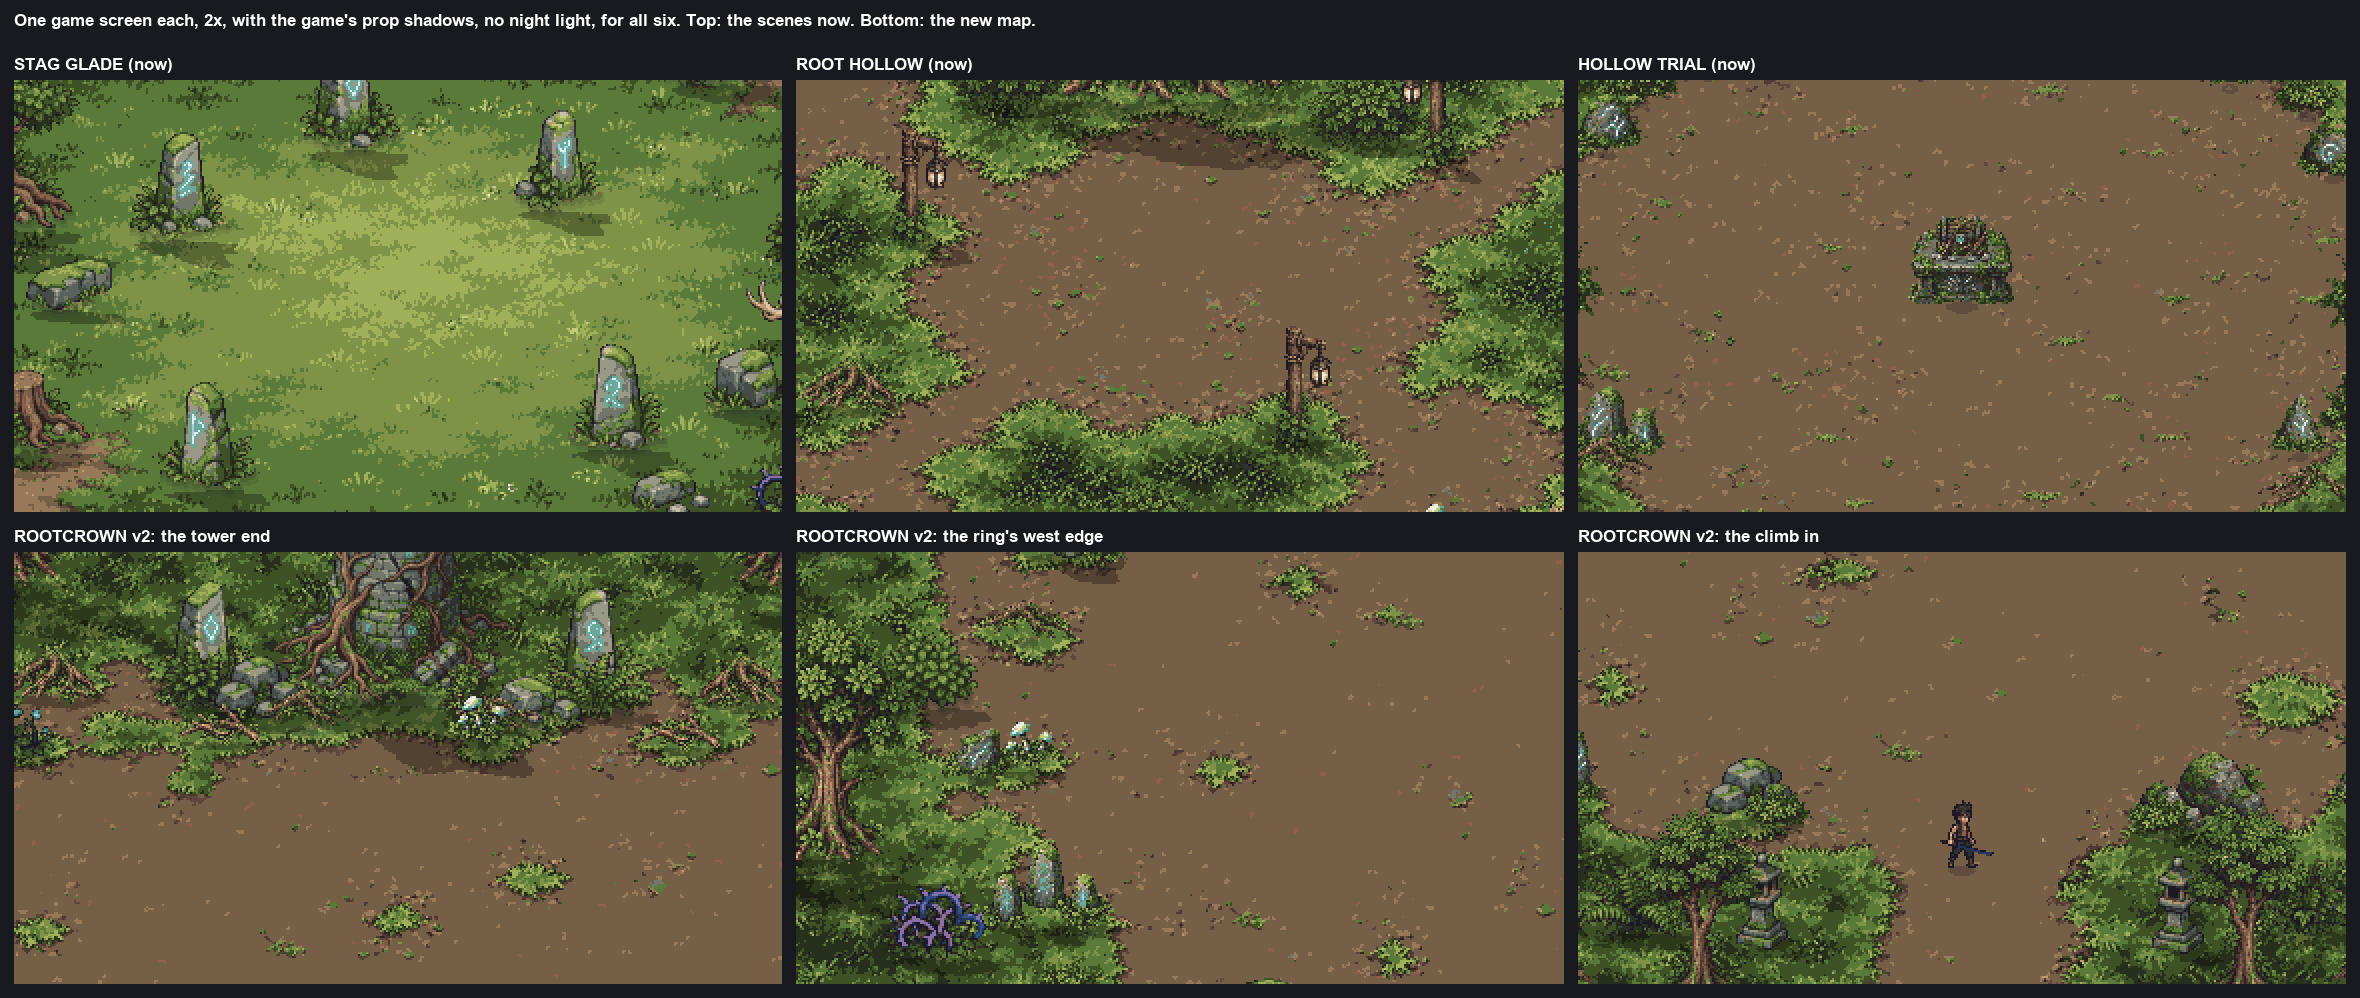 One game screen each, 2x, with the game's prop shadows, no night light, for all six. Top: the scenes now. Bottom: the new map.
STAG GLADE (now)
ROOT HOLLOW (now)
HOLLOW TRIAL (now)
ROOTCROWN v2: the tower end
ROOTCROWN v2: the ring's west edge
ROOTCROWN v2: the climb in